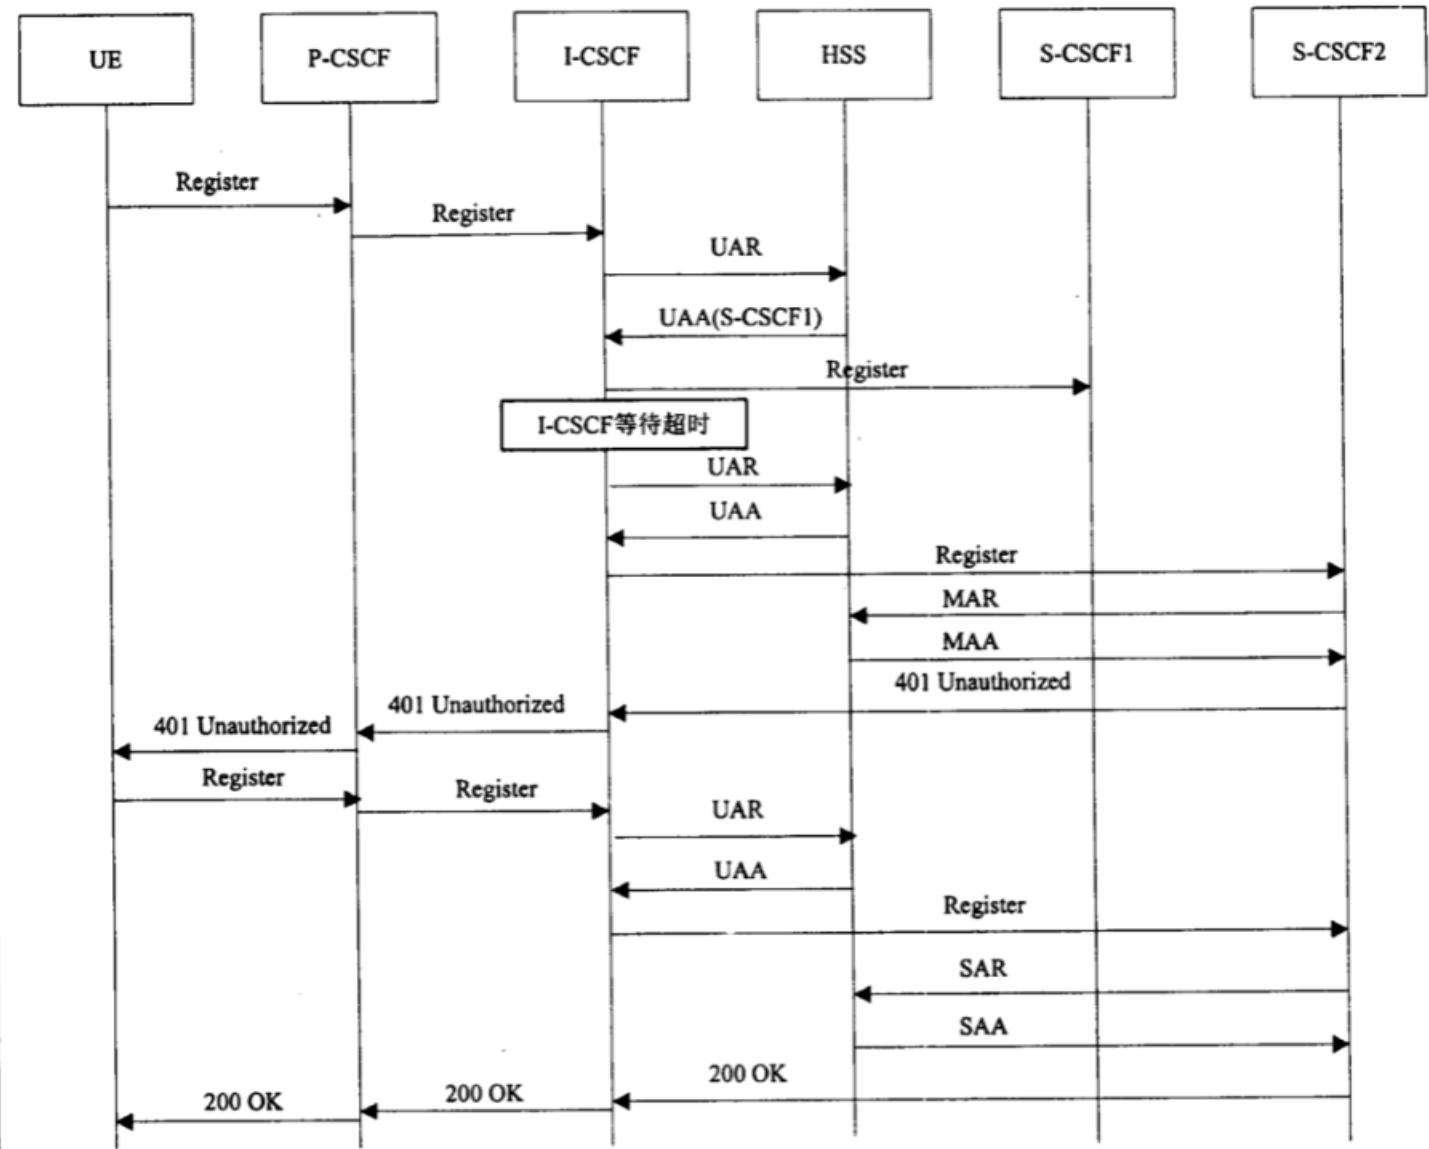 UE
P-CSCF
I-CSCF
HSS
S-CSCF1
S-CSCF2
Register
Register
UAR
UAA(S-CSCF1)
Register
I-CSCF等待超时
UAR
UAA
Register
MAR
MAA
401 Unauthorized
401 Unauthorized
401 Unauthorized
Register
Register
UAR
UAA
Register
SAR
SAA
200 OK
200 OK
200 OK